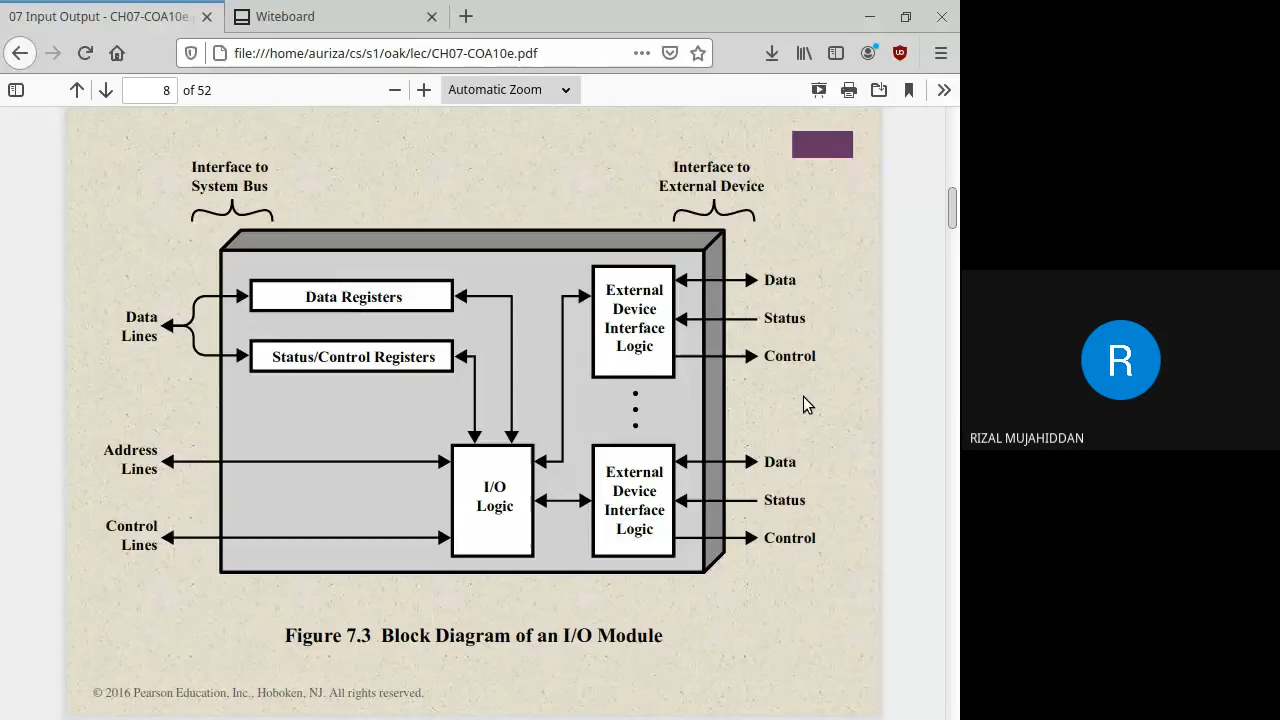 07 Input Output - CH07-COA10e
Witeboard
file:///home/auriza/cs/s1/oak/lec/CH07-COA10e.pdf
8 of 52
Automatic Zoom
Interface to
System Bus
Interface to
External Device
Data
Lines
Data Registers
Status/Control Registers
External
Device
Interface
Logic
Data
Status
Control
Address
Lines
Control
Lines
I/O
Logic
External
Device
Interface
Logic
Data
Status
Control
Figure 7.3 Block Diagram of an I/O Module
© 2016 Pearson Education, Inc., Hoboken, NJ. All rights reserved.
R
RIZAL MUJAHIDDAN